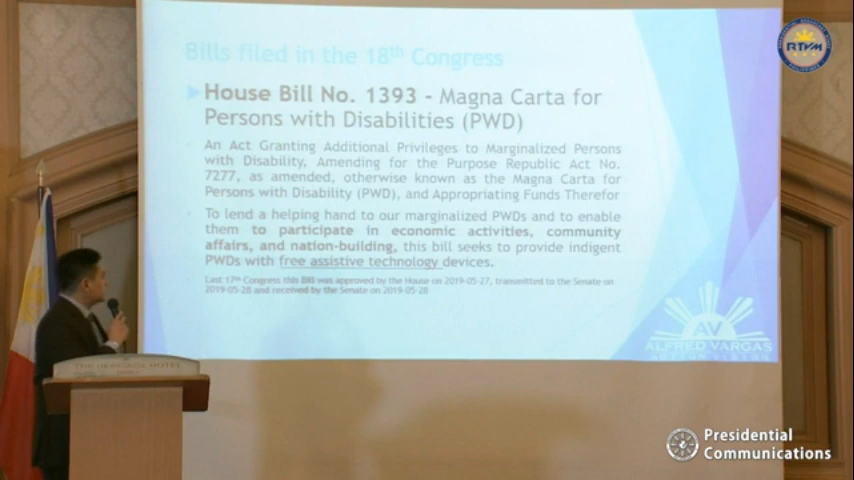 Bills filed in the 18th Congress
RTVM
House Bill No. 1393 - Magna Carta for
Persons with Disabilities (PWD)
An Act Granting Additional Privileges to Marginalized Persons
with Disability, Amending for the Purpose Republic Act No.
7277, as amended, otherwise known as the Magna Carta for
Persons with Disability (PWD), and Appropriating Funds Therefor
To lend a helping hand to our marginalized PWDs and to enable
them to participate in economic activities, community
affairs, and nation-building, this bill seeks to provide indigent
PWDs with free assistive technology devices.
Last 17th Congress this Bill was approved by the House on 2019-05-27, transmitted to the Senate on
2019-05-28 and received by the Senate on 2019-05-28
AV
ALFRED VARGAS
THE HERITAGE HOTEL
Presidential
Communications